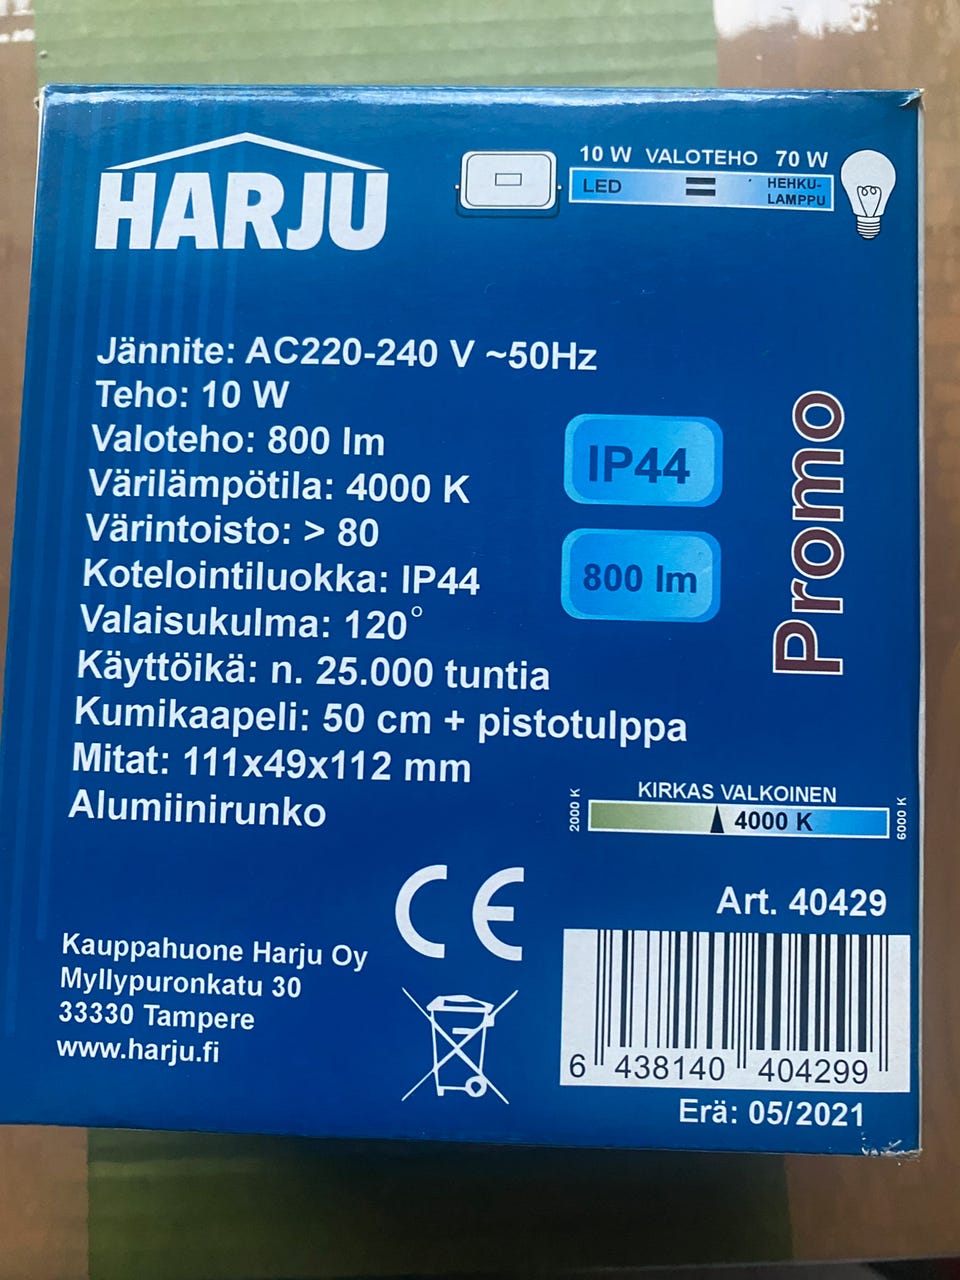 HARJU
10 W VALOTEHO 70 W
LED = HEHKU-
LAMPPU
Jännite: AC220-240 V ~50Hz
Teho: 10 W
Valoteho: 800 lm
Värilämpötila: 4000 K
Värintoisto: > 80
Kotelointiluokka: IP44
Valaisukulma: 120°
Käyttöikä: n. 25.000 tuntia
Kumikaapeli: 50 cm + pistotulppa
Mitat: 111x49x112 mm
Alumiinirunko
IP44
800 lm
Promo
KIRKAS VALKOINEN
2000 K
4000 K
6000 K
Art. 40429
CE
Kauppahuone Harju Oy
Myllypuronkatu 30
33330 Tampere
www.harju.fi
6 438140 404299
Erä: 05/2021